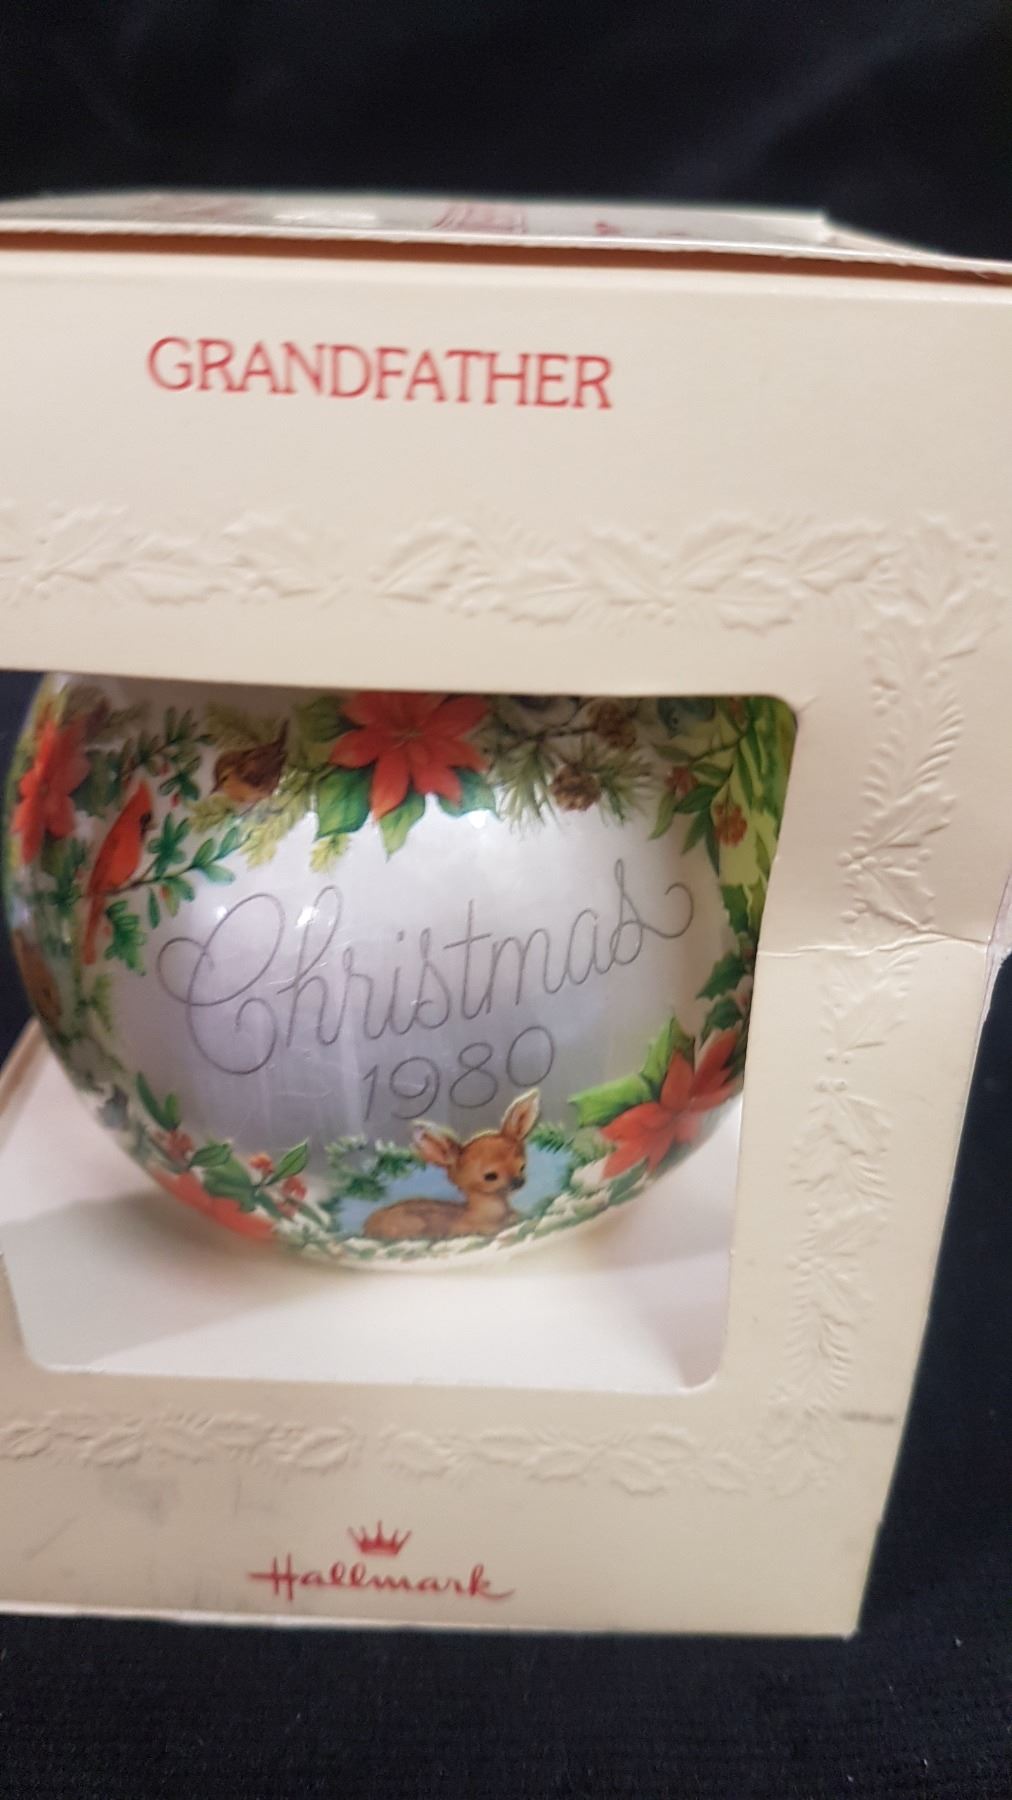 GRANDFATHER
Christmas
1980
Hallmark